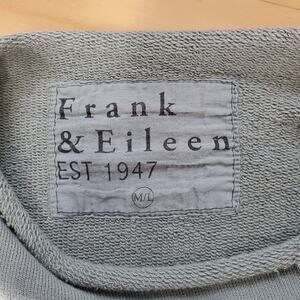 Frank
& Eileen
EST 1947
M/L